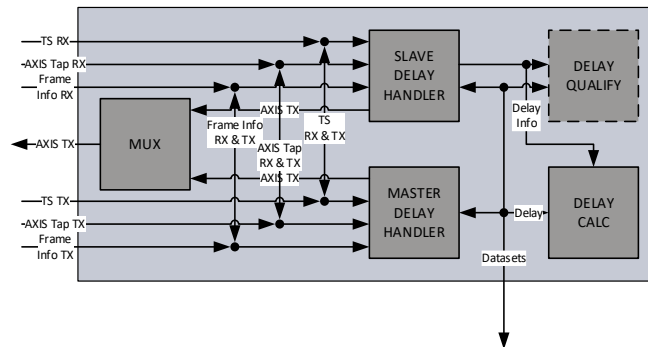 TS RX
AXIS Tap RX
Frame
Info RX
SLAVE
DELAY
HANDLER
DELAY
QUALIFY
AXIS TX
MUX
AXIS TX
Frame Info
RX & TX
TS
RX & TX
AXIS Tap
RX & TX
AXIS TX
Delay
Info
TS TX
AXIS Tap TX
Frame
Info TX
MASTER
DELAY
HANDLER
Delay
DELAY
CALC
Datasets